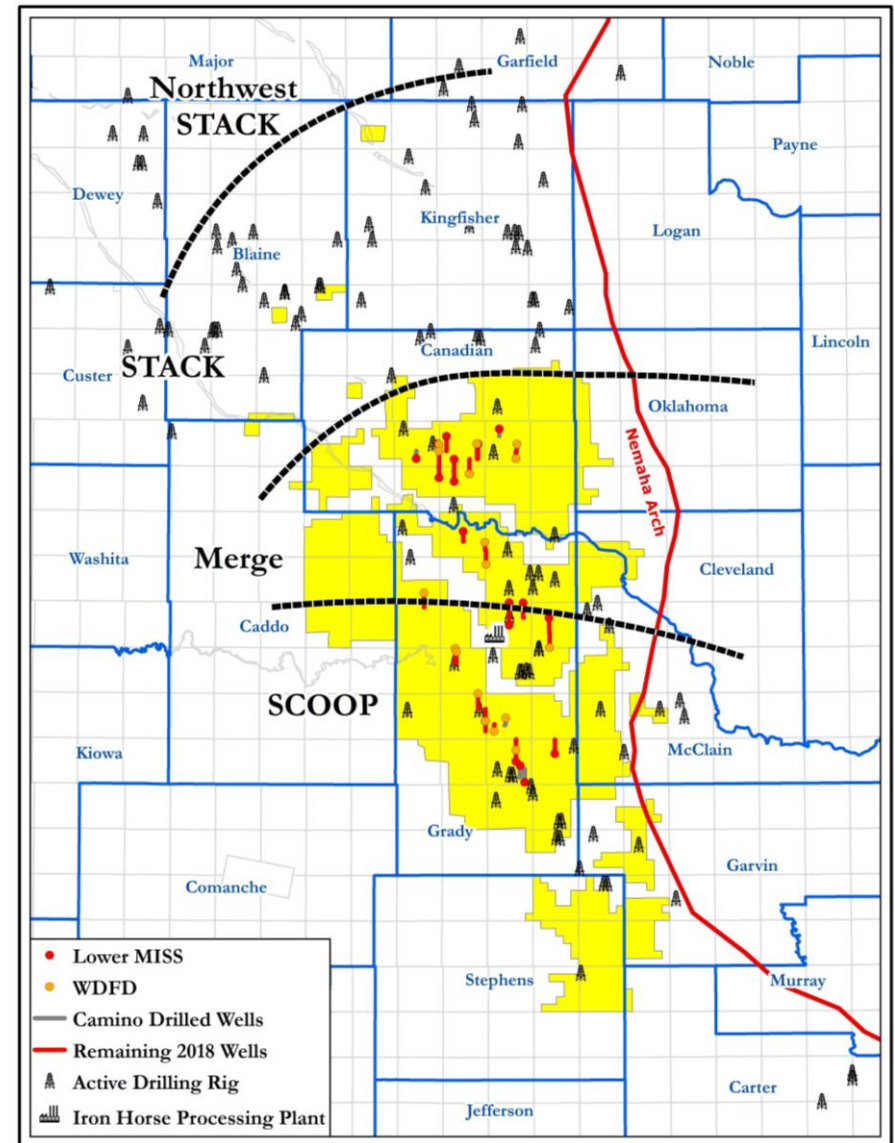 Major
Garfield
Noble
Northwest
STACK
Payne
Dewey
Kingfisher
Logan
Blaine
Lincoln
Canadian
STACK
Custer
Oklahoma
Nemaha Arch
Washita
Merge
Cleveland
Caddo
SCOOP
Kiowa
McClain
Grady
Garvin
Comanche
Lower MISS
WDFD
Camino Drilled Wells
Remaining 2018 Wells
Active Drilling Rig
Iron Horse Processing Plant
Stephens
Murray
Carter
Jefferson